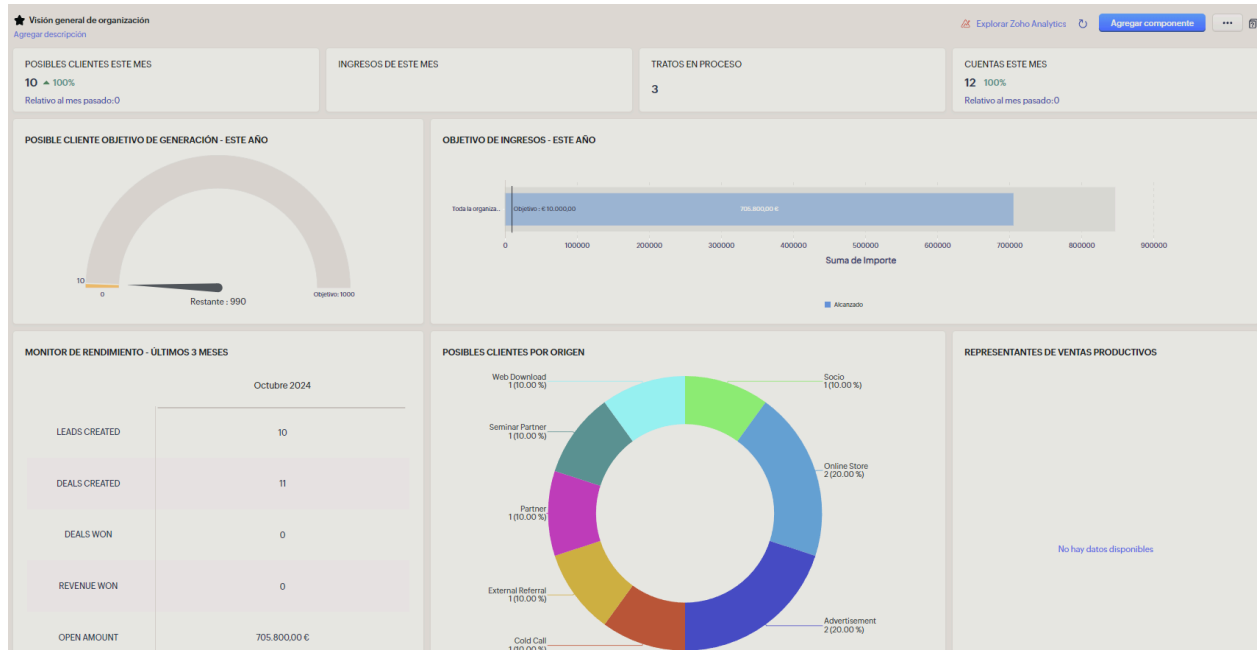 Visión general de organización
Agregar descripción
Explorar Zoho Analytics
Agregar componente
POSIBLES CLIENTES ESTE MES
10 100%
Relativo al mes pasado:0
INGRESOS DE ESTE MES
TRATOS EN PROCESO
3
CUENTAS ESTE MES
12 100%
Relativo al mes pasado:0
POSIBLE CLIENTE OBJETIVO DE GENERACIÓN - ESTE AÑO
10
0
Restante : 990
Objetivo: 1000
OBJETIVO DE INGRESOS - ESTE AÑO
Toda la organiza...
Objetivo : € 10.000,00
705.800,00 €
0 100000 200000 300000 400000 500000 600000 700000 800000 900000
Suma de Importe
Alcanzado
MONITOR DE RENDIMIENTO - ÚLTIMOS 3 MESES
Octubre 2024
LEADS CREATED 10
DEALS CREATED 11
DEALS WON 0
REVENUE WON 0
OPEN AMOUNT 705.800,00 €
POSIBLES CLIENTES POR ORIGEN
Web Download
1 (10.00 %)
Socio
1 (10.00 %)
Seminar Partner
1 (10.00 %)
Online Store
2 (20.00 %)
Partner
1 (10.00 %)
External Referral
1 (10.00 %)
Advertisement
2 (20.00 %)
Cold Call
1 (10.00 %)
REPRESENTANTES DE VENTAS PRODUCTIVOS
No hay datos disponibles